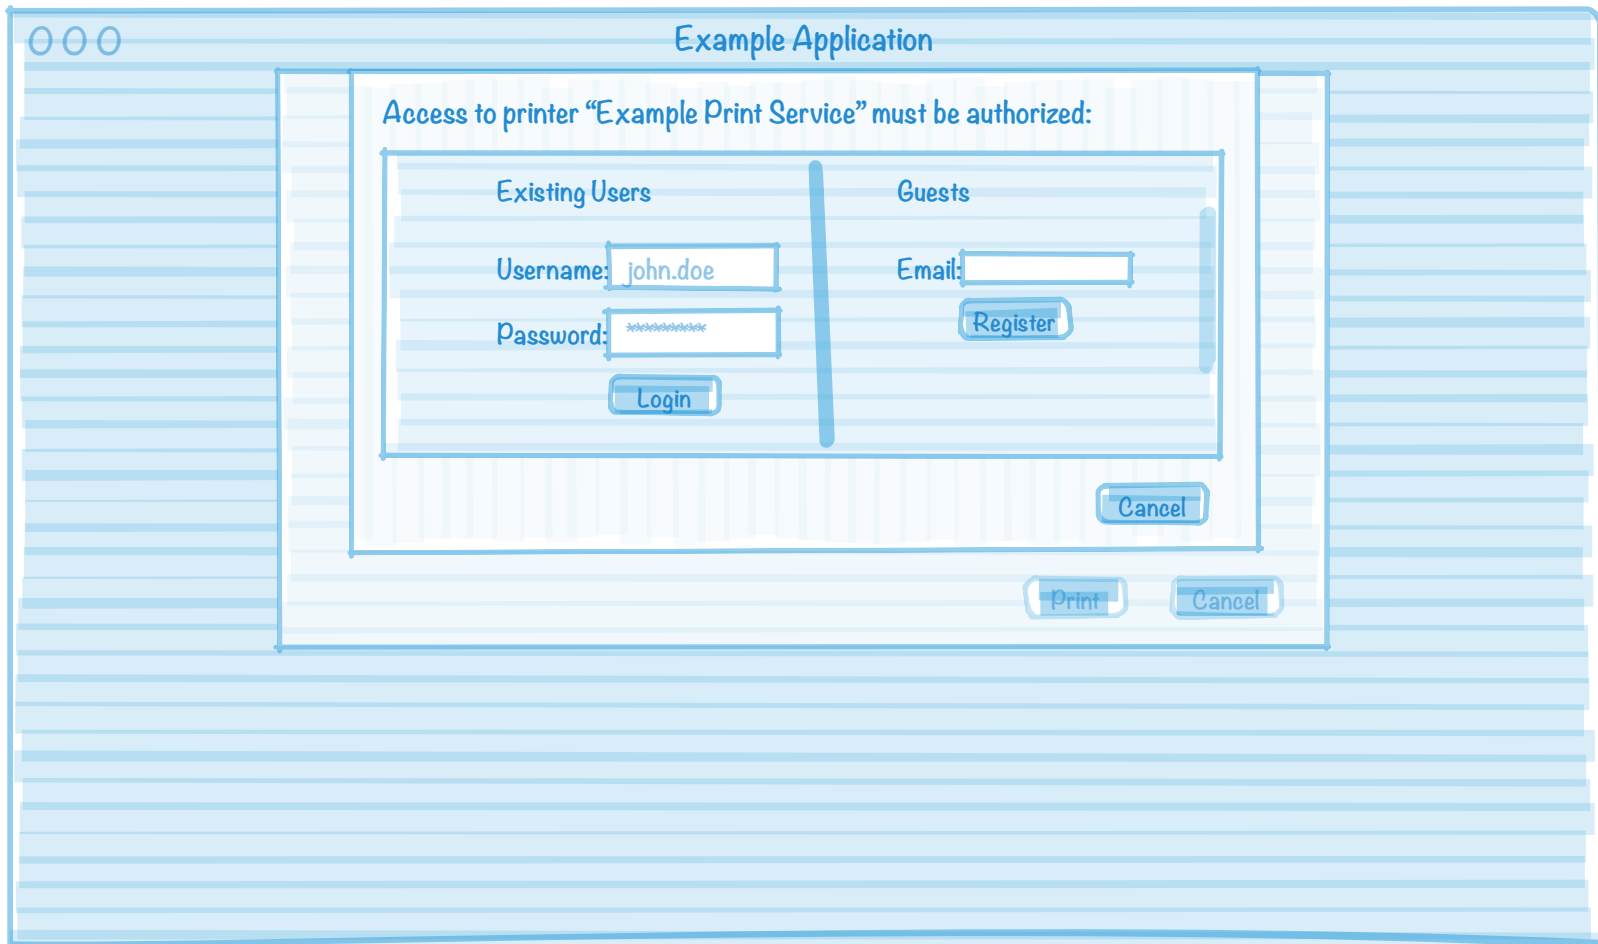 Example Application
Access to printer “Example Print Service” must be authorized:
Existing Users
Username: john.doe
Password: *********
Login
Guests
Email:
Register
Cancel
Print Cancel